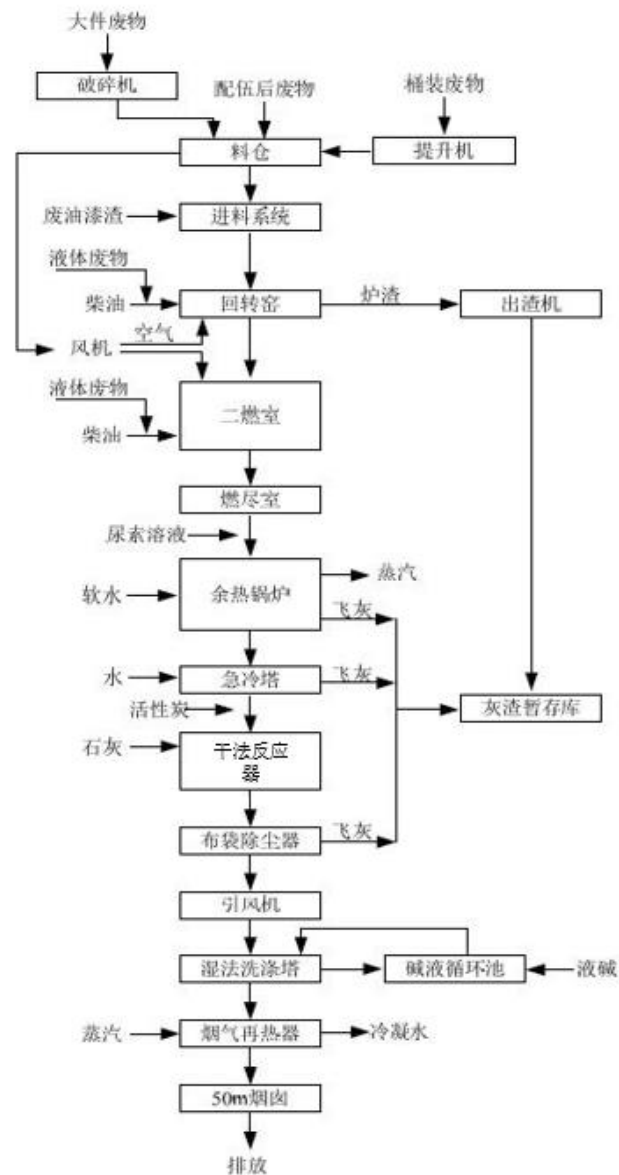 大件废物
破碎机
配伍后废物
桶装废物
料仓
提升机
废油漆渣
进料系统
液体废物
柴油
回转窑
炉渣
出渣机
空气
风机
液体废物
柴油
二燃室
燃尽室
尿素溶液
余热锅炉
蒸汽
软水
飞灰
水
急冷塔
飞灰
灰渣暂存库
活性炭
石灰
干法反应
器
布袋除尘器
飞灰
引风机
湿法洗涤塔
碱液循环池
液碱
蒸汽
烟气再热器
冷凝水
50m烟囱
排放